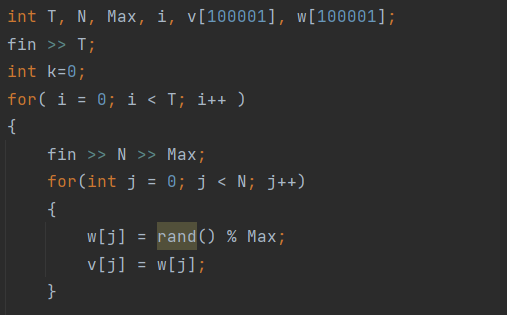 int T, N, Max, i, v[100001], w[100001];
fin >> T;
int k=0;
for( i = 0; i < T; i++ )
{
    fin >> N >> Max;
    for(int j = 0; j < N; j++)
    {
        w[j] = rand() % Max;
        v[j] = w[j];
    }